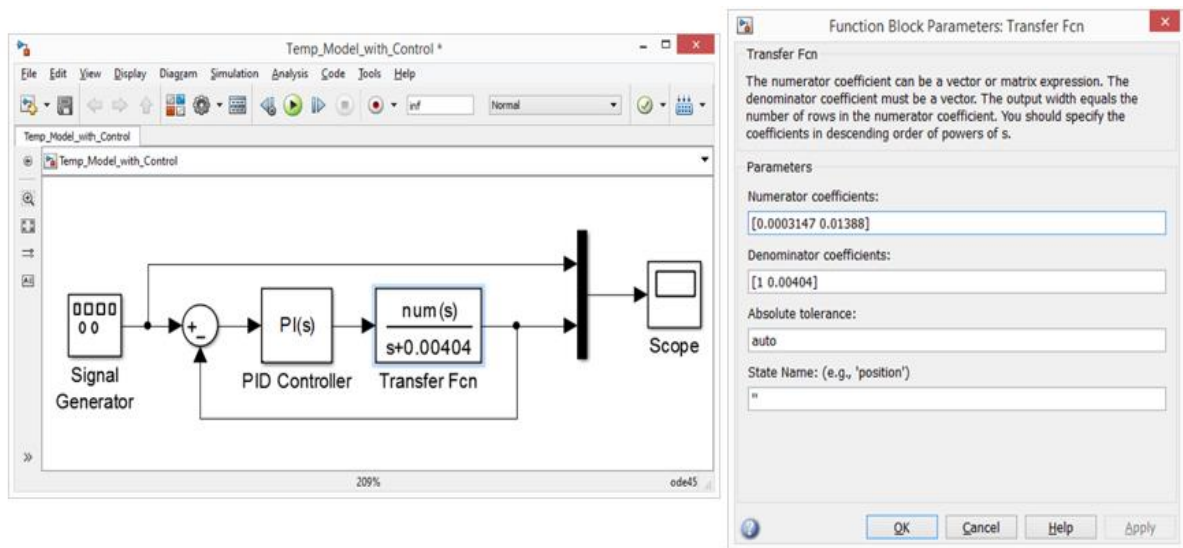 Temp_Model_with_Control *
File Edit View Display Diagram Simulation Analysis Code Tools Help
inf Normal
Temp_Model_with_Control
Temp_Model_with_Control
PI(s)
num(s)
s+0.00404
Signal
Generator
PID Controller
Transfer Fcn
Scope
209% ode45
Function Block Parameters: Transfer Fcn
Transfer Fcn
The numerator coefficient can be a vector or matrix expression. The
denominator coefficient must be a vector. The output width equals the
number of rows in the numerator coefficient. You should specify the
coefficients in descending order of powers of s.
Parameters
Numerator coefficients:
[0.0003147 0.01388]
Denominator coefficients:
[1 0.00404]
Absolute tolerance:
auto
State Name: (e.g., 'position')
''
OK Cancel Help Apply